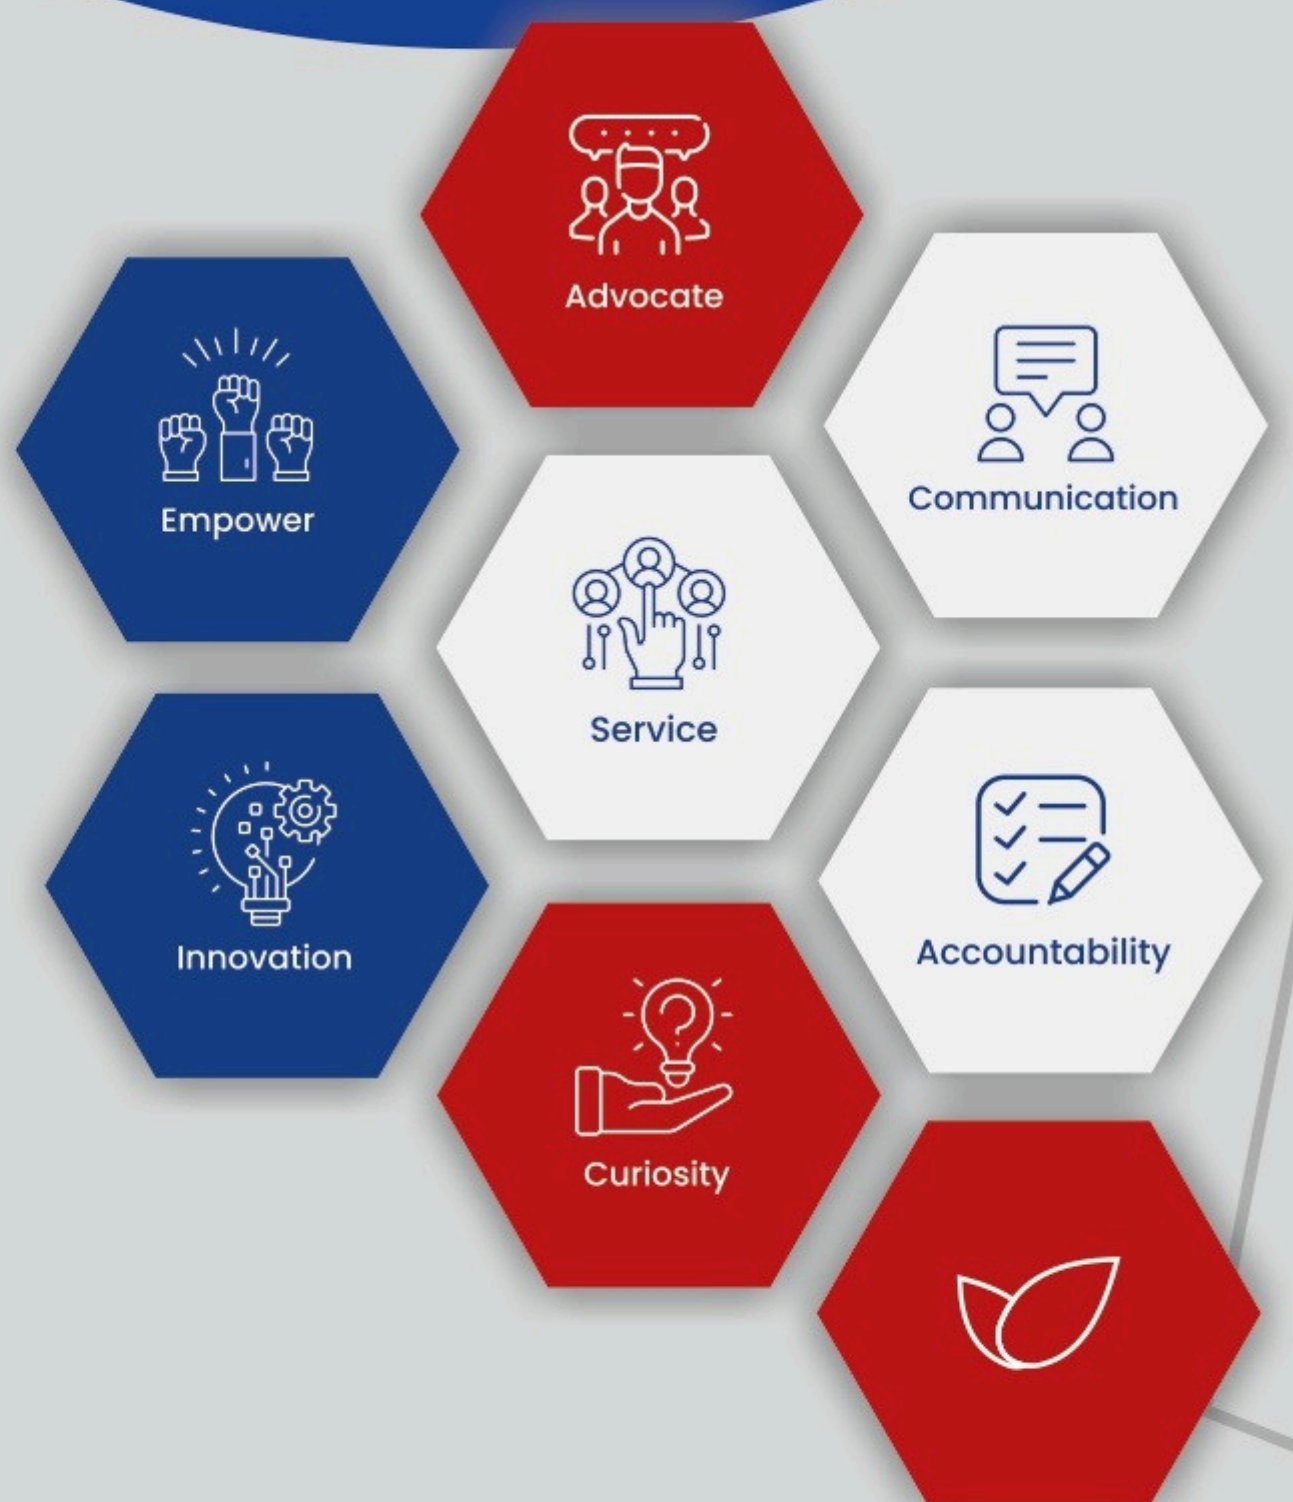 Advocate
Empower
Communication
Service
Innovation
Accountability
Curiosity